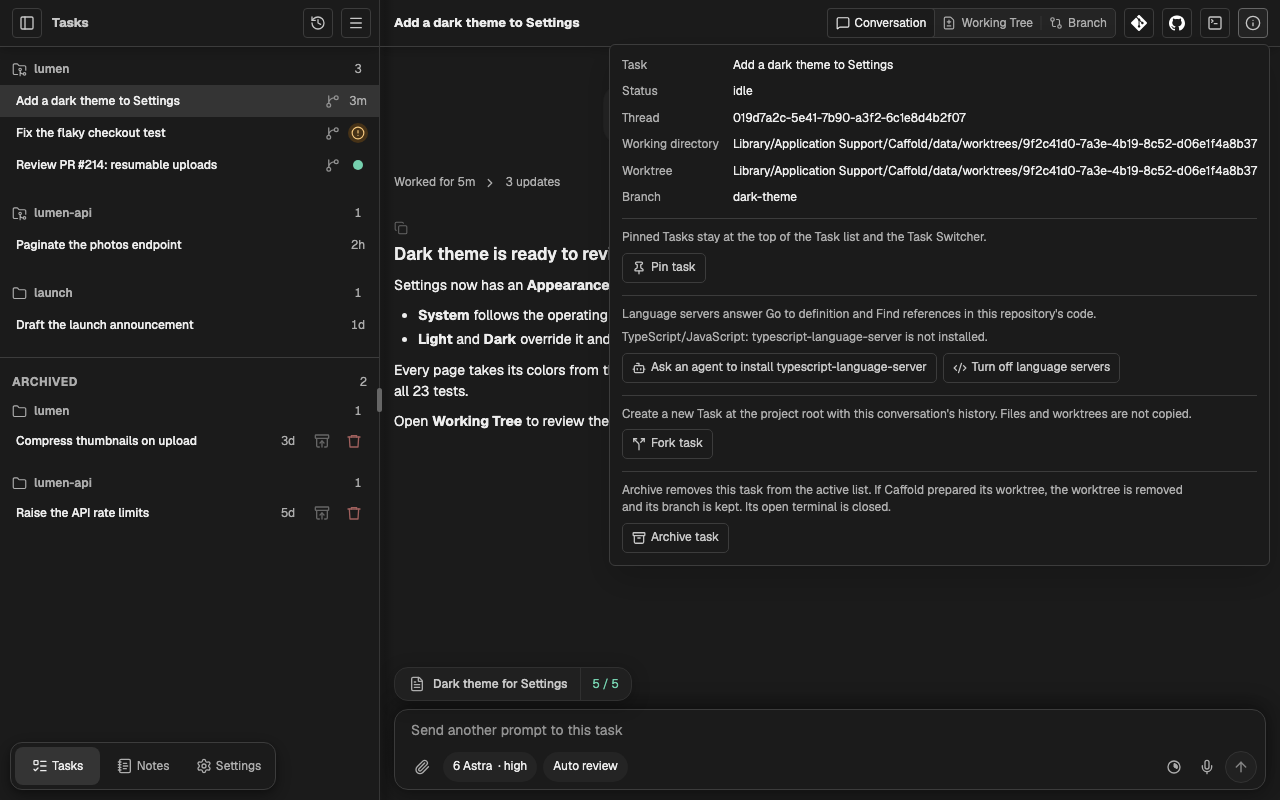 Tasks
lumen 3
Add a dark theme to Settings 3m
Fix the flaky checkout test
Review PR #214: resumable uploads
lumen-api 1
Paginate the photos endpoint 2h
launch 1
Draft the launch announcement 1d
ARCHIVED 2
lumen 1
Compress thumbnails on upload 3d
lumen-api 1
Raise the API rate limits 5d
Tasks Notes Settings
Add a dark theme to Settings Conversation Working Tree Branch
Worked for 5m 3 updates
Dark theme is ready to revi
Settings now has an Appearance
System follows the operating
Light and Dark override it and
Every page takes its colors from t
all 23 tests.
Open Working Tree to review the
Task Add a dark theme to Settings
Status idle
Thread 019d7a2c-5e41-7b90-a3f2-6c1e8d4b2f07
Working directory Library/Application Support/Caffold/data/worktrees/9f2c41d0-7a3e-4b19-8c52-d06e1f4a8b37
Worktree Library/Application Support/Caffold/data/worktrees/9f2c41d0-7a3e-4b19-8c52-d06e1f4a8b37
Branch dark-theme
Pinned Tasks stay at the top of the Task list and the Task Switcher.
Pin task
Language servers answer Go to definition and Find references in this repository's code.
TypeScript/JavaScript: typescript-language-server is not installed.
Ask an agent to install typescript-language-server Turn off language servers
Create a new Task at the project root with this conversation's history. Files and worktrees are not copied.
Fork task
Archive removes this task from the active list. If Caffold prepared its worktree, the worktree is removed
and its branch is kept. Its open terminal is closed.
Archive task
Dark theme for Settings 5 / 5
Send another prompt to this task
6 Astra · high Auto review